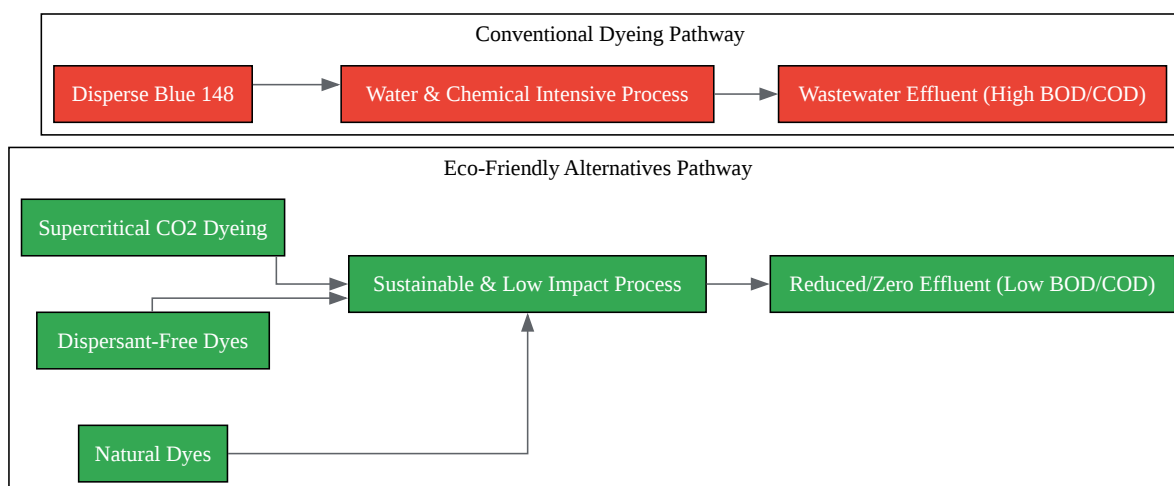 Conventional Dyeing Pathway
Disperse Blue 148
Water & Chemical Intensive Process
Wastewater Effluent (High BOD/COD)
Eco-Friendly Alternatives Pathway
Supercritical CO2 Dyeing
Sustainable & Low Impact Process
Reduced/Zero Effluent (Low BOD/COD)
Dispersant-Free Dyes
Natural Dyes